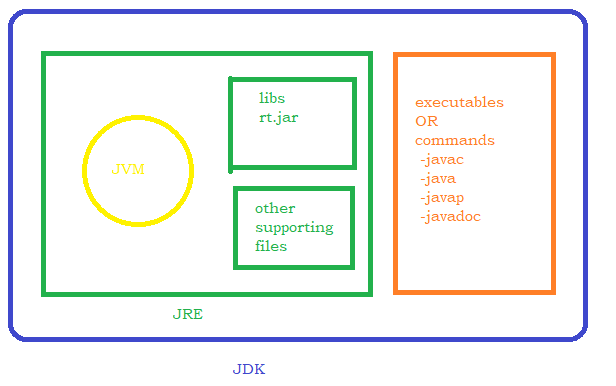 JVM
libs
rt.jar
other
supporting
files
JRE
executables
OR
commands
-javac
-java
-javap
-javadoc
JDK